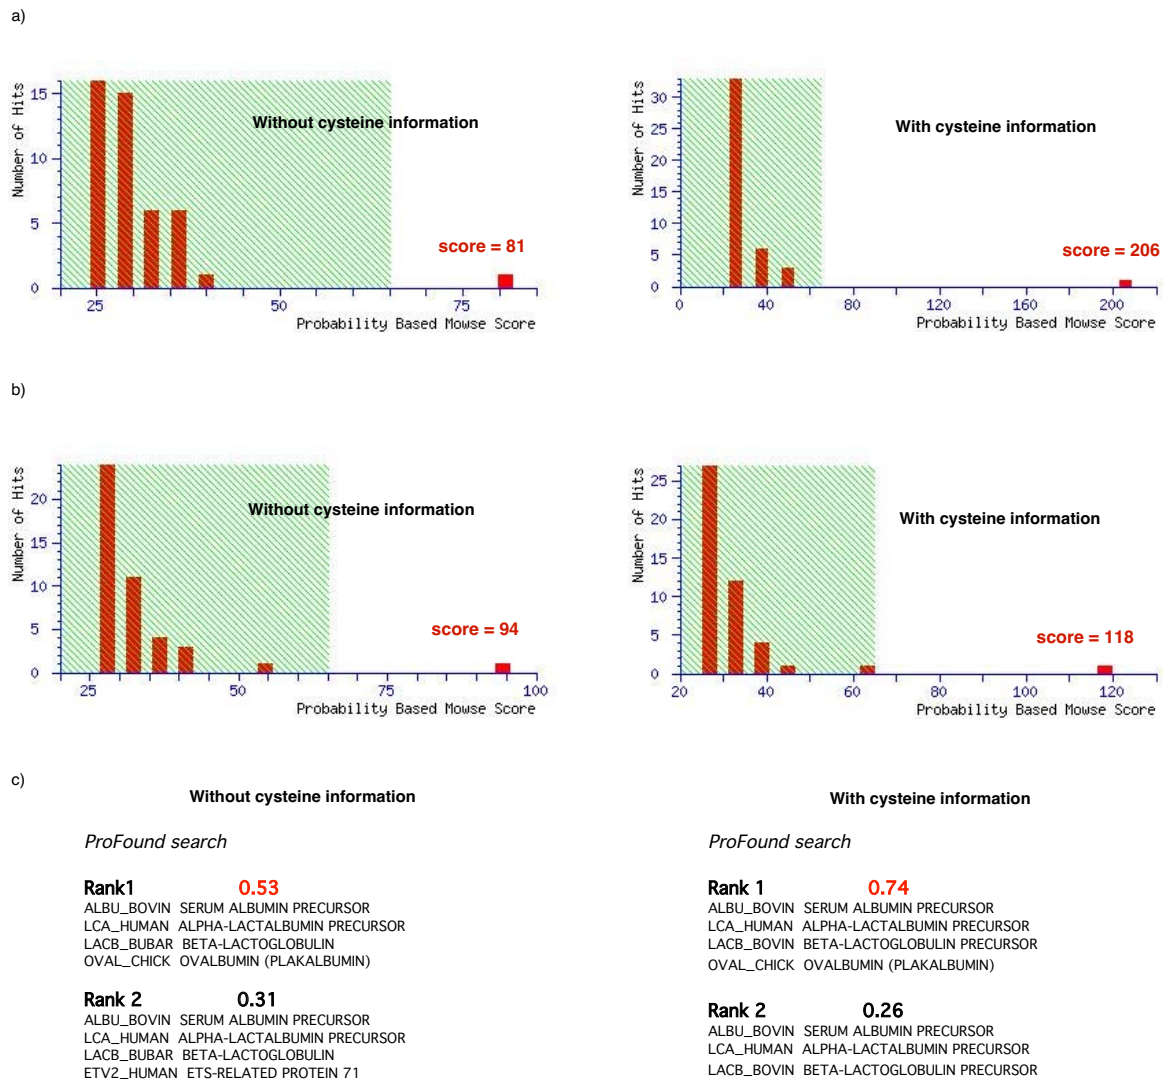 a)
Number of Hits
15
10
5
0
25
50
75
Without cysteine information
score = 81
Probability Based Mowse Score
Number of Hits
30
25
20
15
10
5
0
0
40
80
120
160
200
With cysteine information
score = 206
Probability Based Mowse Score
b)
Number of Hits
20
15
10
5
0
25
50
75
100
Without cysteine information
score = 94
Probability Based Mowse Score
Number of Hits
25
20
15
10
5
0
20
40
60
80
100
120
With cysteine information
score = 118
Probability Based Mowse Score
c)
Without cysteine information
ProFound search
Rank1 0.53
ALBU_BOVIN SERUM ALBUMIN PRECURSOR
LCA_HUMAN ALPHA-LACTALBUMIN PRECURSOR
LACB_BUBAR BETA-LACTOGLOBULIN
OVAL_CHICK OVALBUMIN (PLAKALBUMIN)
Rank 2 0.31
ALBU_BOVIN SERUM ALBUMIN PRECURSOR
LCA_HUMAN ALPHA-LACTALBUMIN PRECURSOR
LACB_BUBAR BETA-LACTOGLOBULIN
ETV2_HUMAN ETS-RELATED PROTEIN 71
With cysteine information
ProFound search
Rank 1 0.74
ALBU_BOVIN SERUM ALBUMIN PRECURSOR
LCA_HUMAN ALPHA-LACTALBUMIN PRECURSOR
LACB_BOVIN BETA-LACTOGLOBULIN PRECURSOR
OVAL_CHICK OVALBUMIN (PLAKALBUMIN)
Rank 2 0.26
ALBU_BOVIN SERUM ALBUMIN PRECURSOR
LCA_HUMAN ALPHA-LACTALBUMIN PRECURSOR
LACB_BOVIN BETA-LACTOGLOBULIN PRECURSOR